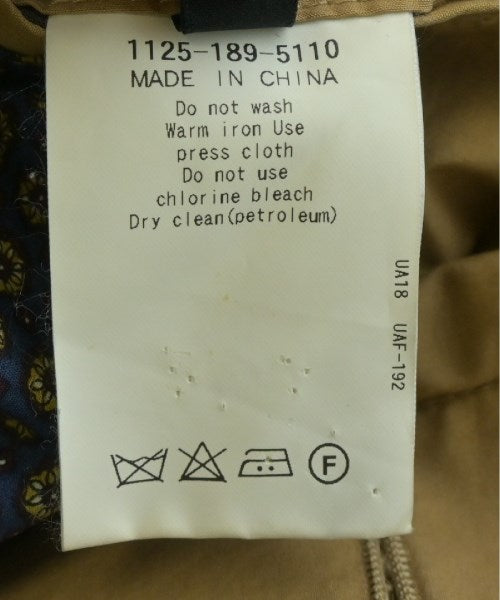 1125-189-5110
MADE IN CHINA
Do not wash
Warm iron Use
press cloth
Do not use
chlorine bleach
Dry clean(petroleum)
UA18 UAF-192
F